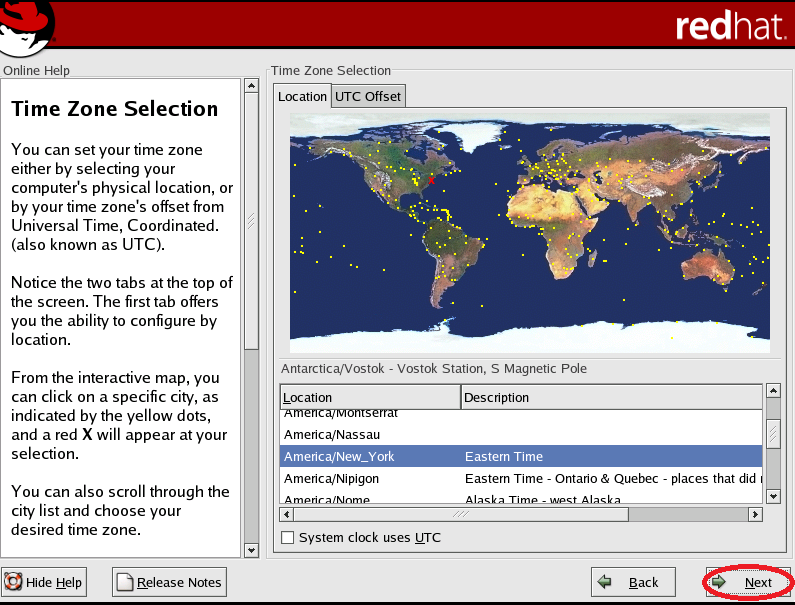 redhat.
Online Help
Time Zone Selection
You can set your time zone
either by selecting your
computer's physical location, or
by your time zone's offset from
Universal Time, Coordinated.
(also known as UTC).
Notice the two tabs at the top of
the screen. The first tab offers
you the ability to configure by
location.
From the interactive map, you
can click on a specific city, as
indicated by the yellow dots,
and a red X will appear at your
selection.
You can also scroll through the
city list and choose your
desired time zone.
Time Zone Selection
Location UTC Offset
Antarctica/Vostok - Vostok Station, S Magnetic Pole
Location Description
America/Montserrat
America/Nassau
America/New_York Eastern Time
America/Nipigon Eastern Time - Ontario & Quebec - places that did
America/Nome Alaska Time - west Alaska
System clock uses UTC
Hide Help Release Notes Back Next